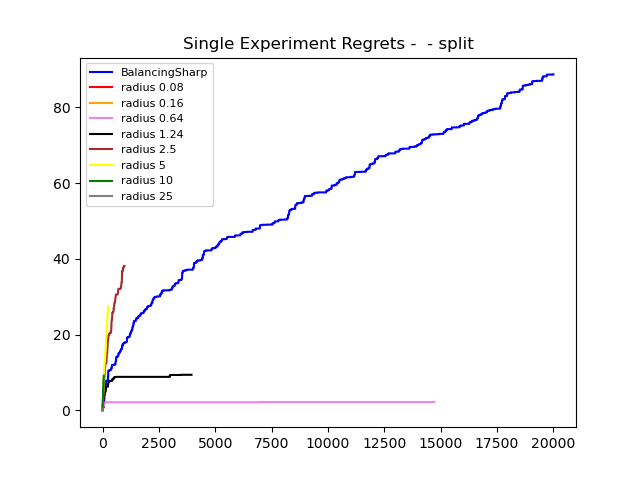 Single Experiment Regrets -  - split
BalancingSharp
radius 0.08
radius 0.16
radius 0.64
radius 1.24
radius 2.5
radius 5
radius 10
radius 25
80
60
40
20
0
0 2500 5000 7500 10000 12500 15000 17500 20000